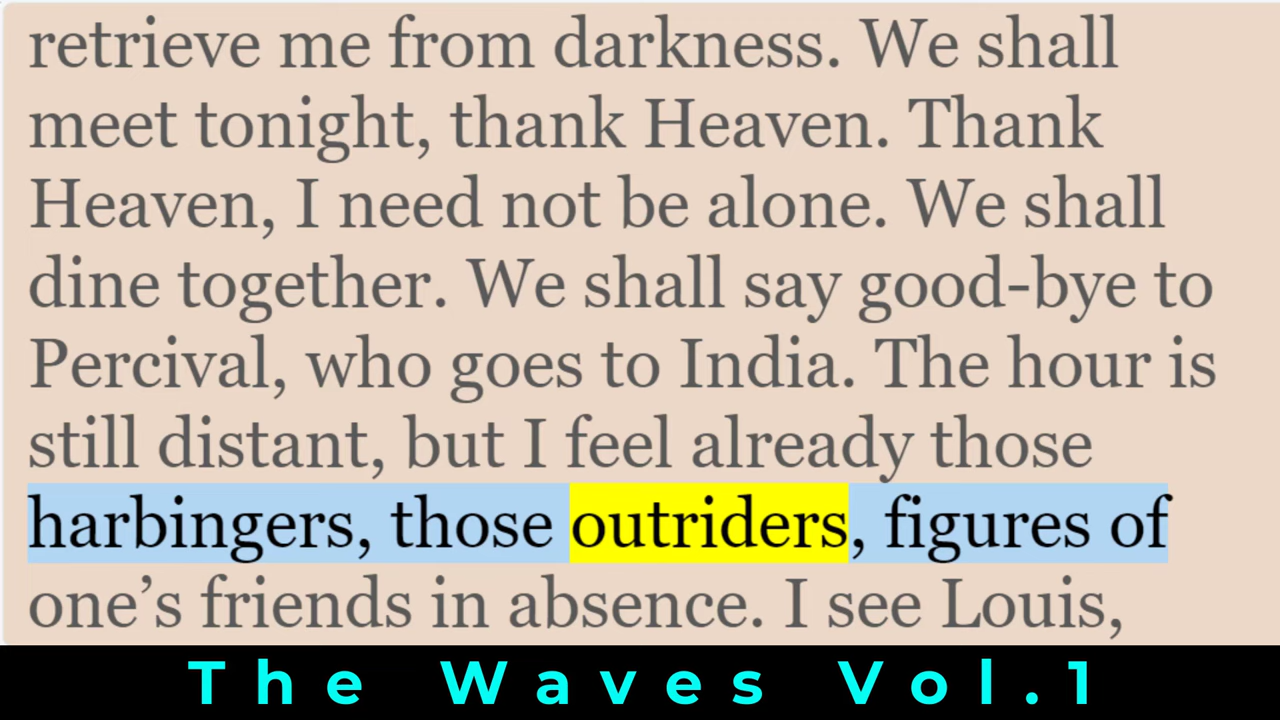 retrieve me from darkness. We shall
meet tonight, thank Heaven. Thank
Heaven, I need not be alone. We shall
dine together. We shall say good-bye to
Percival, who goes to India. The hour is
still distant, but I feel already those
harbingers, those outriders, figures of
one’s friends in absence. I see Louis,
The Waves Vol.1